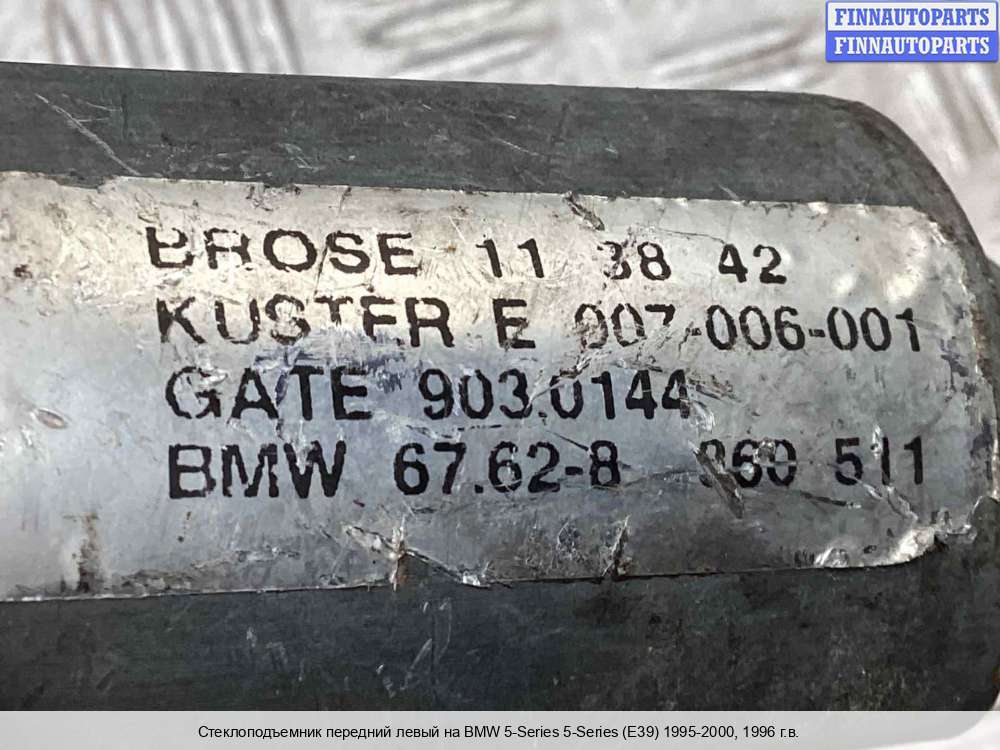 FINNAUTOPARTS
FINNAUTOPARTS
BROSE 11 38 42
KUSTER E 007-006-001
GATE 903.0144
BMW 67.62-8 360 511
Стеклоподъемник передний левый на BMW 5-Series 5-Series (E39) 1995-2000, 1996 г.в.